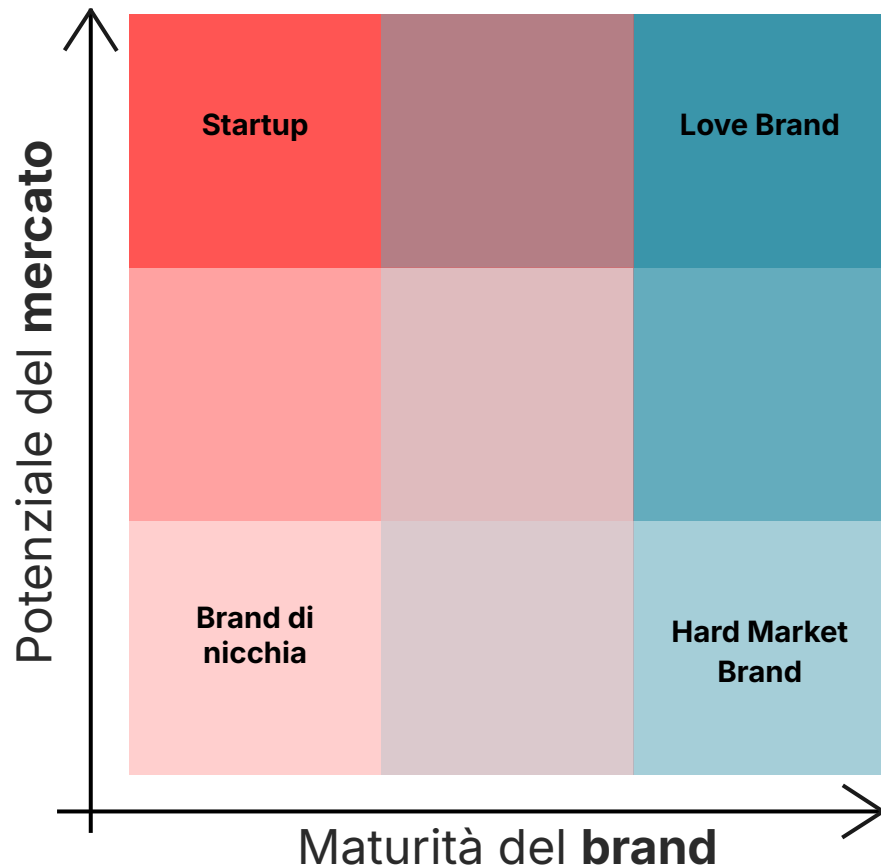 Potenziale del mercato
Startup
Love Brand
Brand di
nicchia
Hard Market
Brand
Maturità del brand